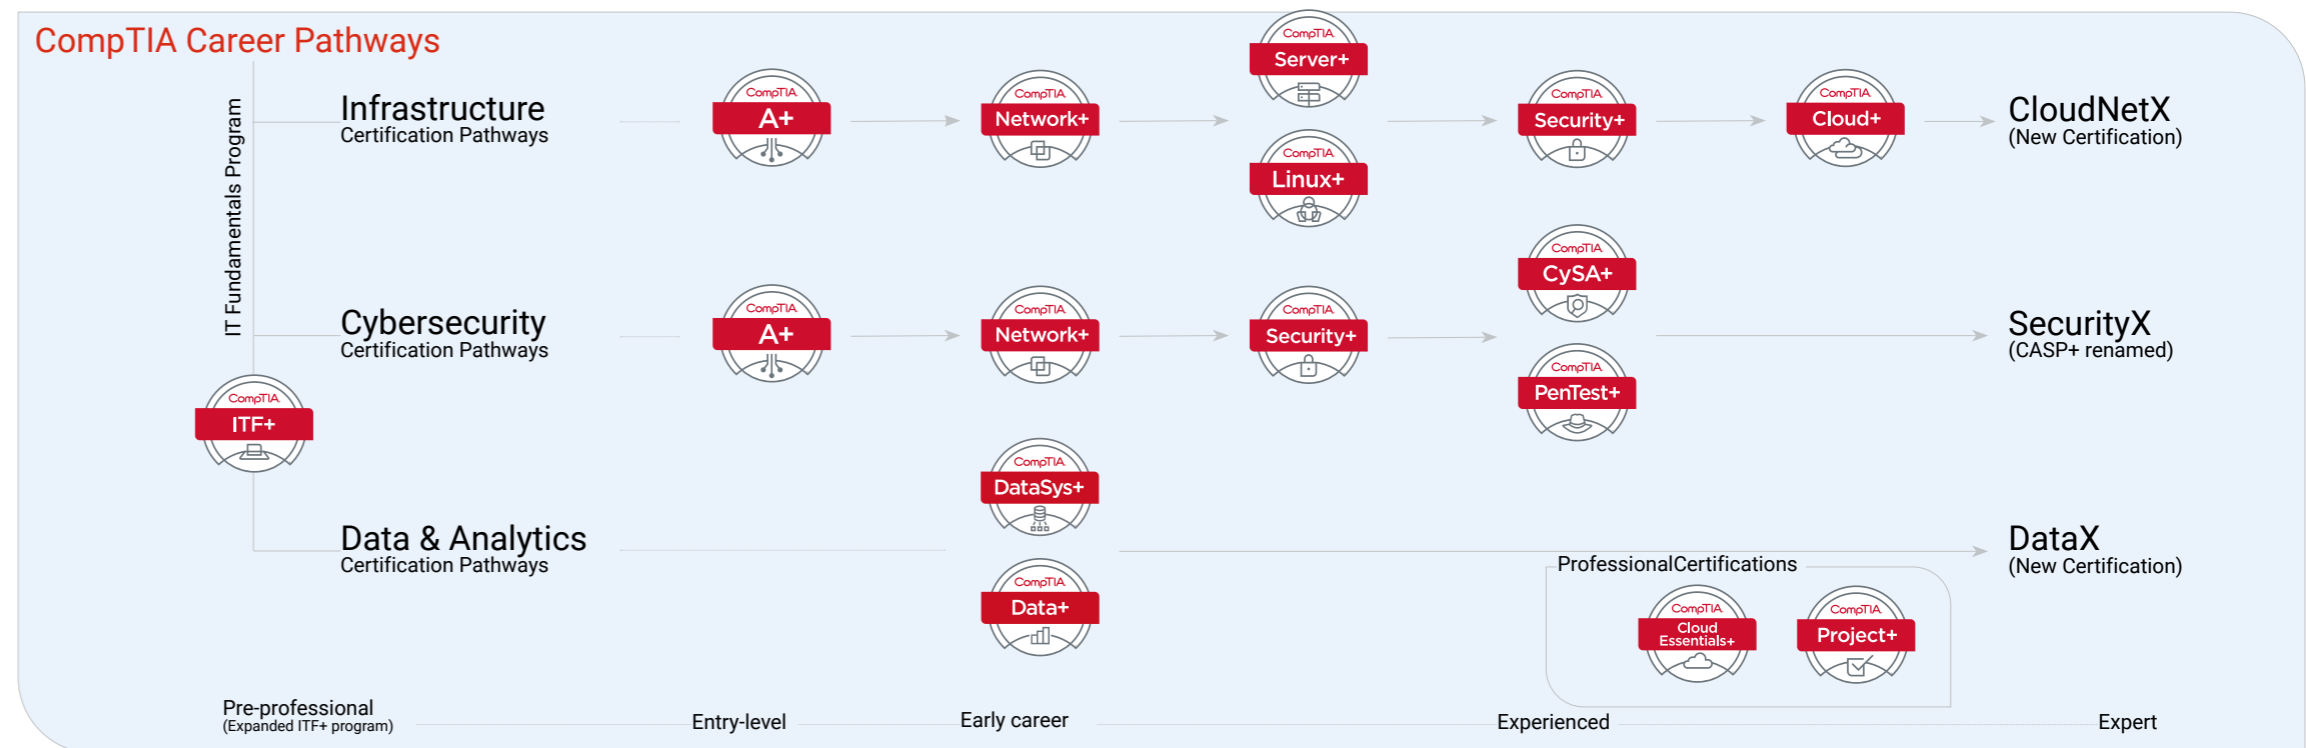 CompTIA Career Pathways
IT Fundamentals Program
Infrastructure
Certification Pathways
CompTIA
A+
CompTIA
Network+
CompTIA
Server+
CompTIA
Linux+
CompTIA
Security+
CompTIA
Cloud+
CloudNetX
(New Certification)
Cybersecurity
Certification Pathways
CompTIA
A+
CompTIA
Network+
CompTIA
Security+
CompTIA
CySA+
CompTIA
PenTest+
SecurityX
(CASP+ renamed)
CompTIA
ITF+
Data & Analytics
Certification Pathways
CompTIA
DataSys+
CompTIA
Data+
DataX
(New Certification)
ProfessionalCertifications
CompTIA
Cloud
Essentials+
CompTIA
Project+
Pre-professional
(Expanded ITF+ program)
Entry-level
Early career
Experienced
Expert